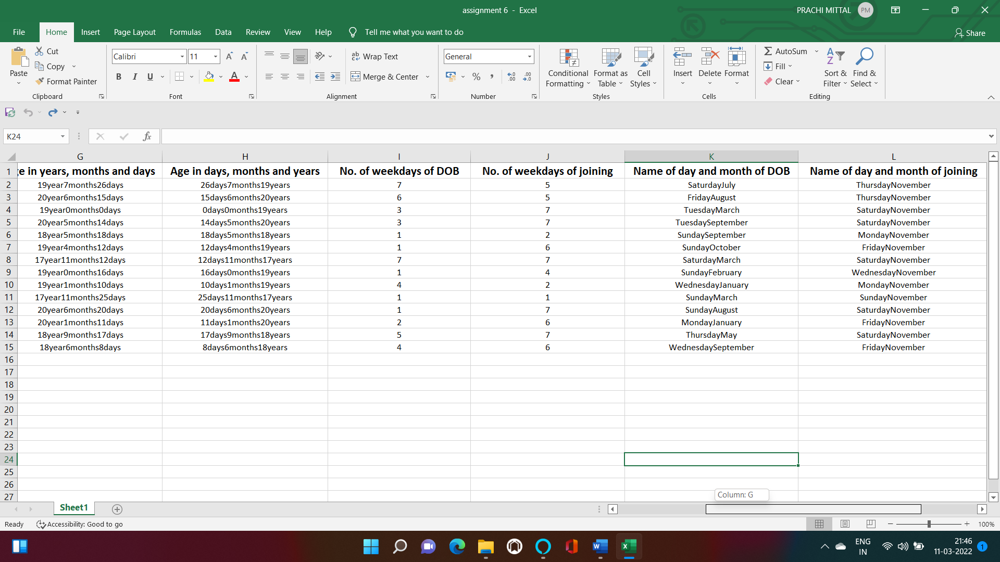 assignment 6 - Excel
PRACHI MITTAL PM
File Home Insert Page Layout Formulas Data Review View Help Tell me what you want to do Share
Cut
Copy
Format Painter
Paste
Clipboard
Calibri 11
B I U
Font
Wrap Text
Merge & Center
Alignment
General
Number
Conditional Formatting
Format as Table
Cell Styles
Styles
Insert Delete Format
Cells
AutoSum
Fill
Clear
Sort & Filter
Find & Select
Editing
K24
fx
G H I J K L
1 ge in years, months and days Age in days, months and years No. of weekdays of DOB No. of weekdays of joining Name of day and month of DOB Name of day and month of joining
2 19year7months26days 26days7months19years 7 5 SaturdayJuly ThursdayNovember
3 20year6months15days 15days6months20years 6 5 FridayAugust ThursdayNovember
4 19year0months0days 0days0months19years 3 7 TuesdayMarch SaturdayNovember
5 20year5months14days 14days5months20years 3 7 TuesdaySeptember SaturdayNovember
6 18year5months18days 18days5months18years 1 2 SundaySeptember MondayNovember
7 19year4months12days 12days4months19years 1 6 SundayOctober FridayNovember
8 17year11months12days 12days11months17years 7 7 SaturdayMarch SaturdayNovember
9 19year0months16days 16days0months19years 1 4 SundayFebruary WednesdayNovember
10 19year1months10days 10days1months19years 4 2 WednesdayJanuary MondayNovember
11 17year11months25days 25days11months17years 1 1 SundayMarch SundayNovember
12 20year6months20days 20days6months20years 1 7 SundayAugust SaturdayNovember
13 20year1months11days 11days1months20years 2 6 MondayJanuary FridayNovember
14 18year9months17days 17days9months18years 5 7 ThursdayMay SaturdayNovember
15 18year6months8days 8days6months18years 4 6 WednesdaySeptember FridayNovember
16
17
18
19
20
21
22
23
24
25
26
27
Column: G
Sheet1
Ready Accessibility: Good to go 100%
ENG
IN
21:46
11-03-2022
1